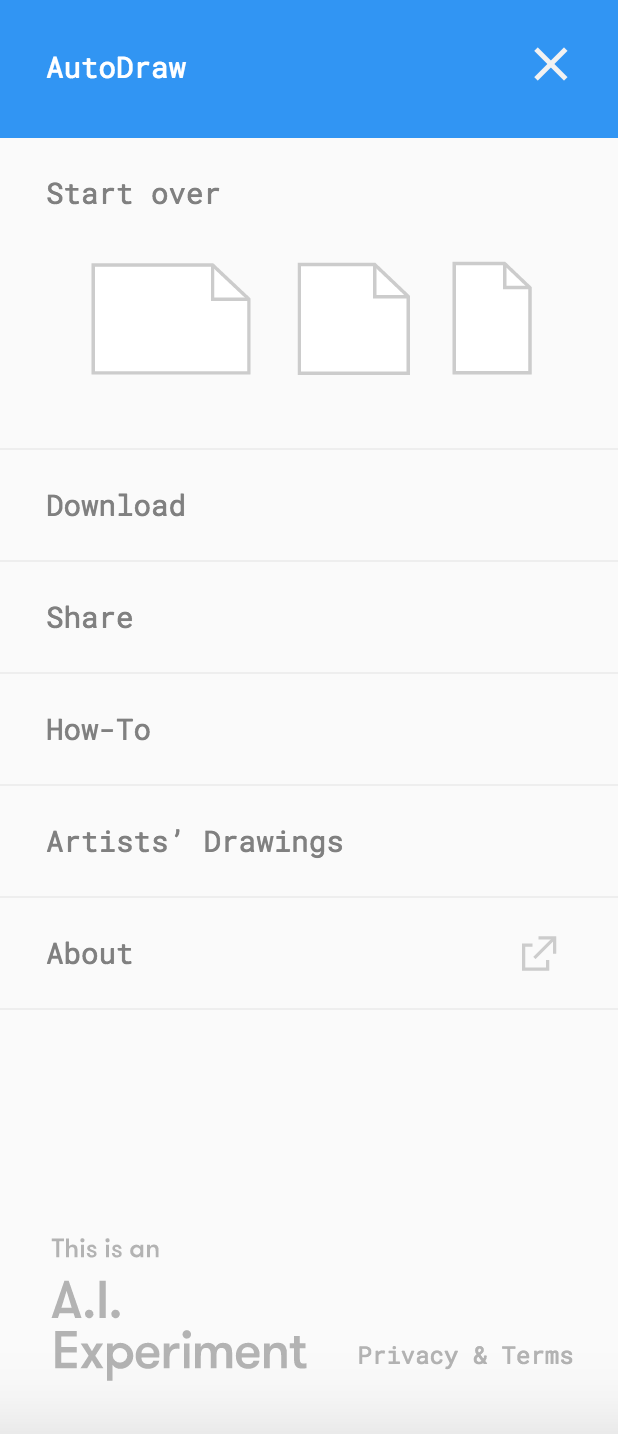 AutoDraw
Start over
Download
Share
How-To
Artists’ Drawings
About
This is an
A.I.
Experiment
Privacy & Terms